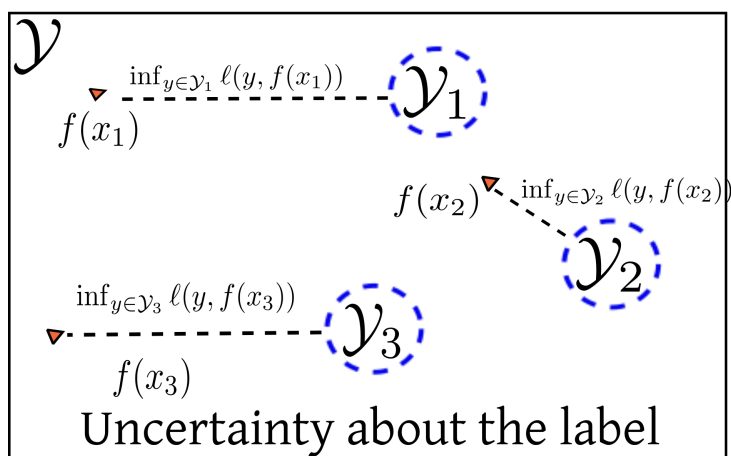 𝒴
inf_{y∈𝒴₁} ℓ(y, f(x₁))
𝒴₁
f(x₁)
f(x₂)
inf_{y∈𝒴₂} ℓ(y, f(x₂))
𝒴₂
inf_{y∈𝒴₃} ℓ(y, f(x₃))
𝒴₃
f(x₃)
Uncertainty about the label